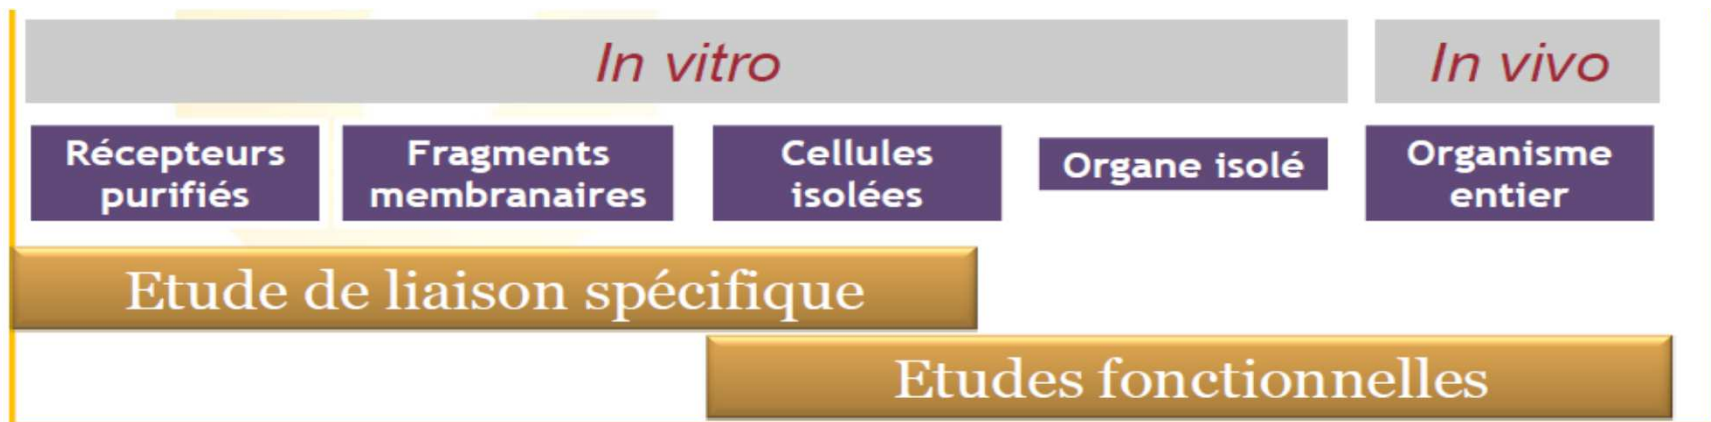 In vitro
In vivo
Récepteurs
purifiés
Fragments
membranaires
Cellules
isolées
Organe isolé
Organisme
entier
Etude de liaison spécifique
Etudes fonctionnelles